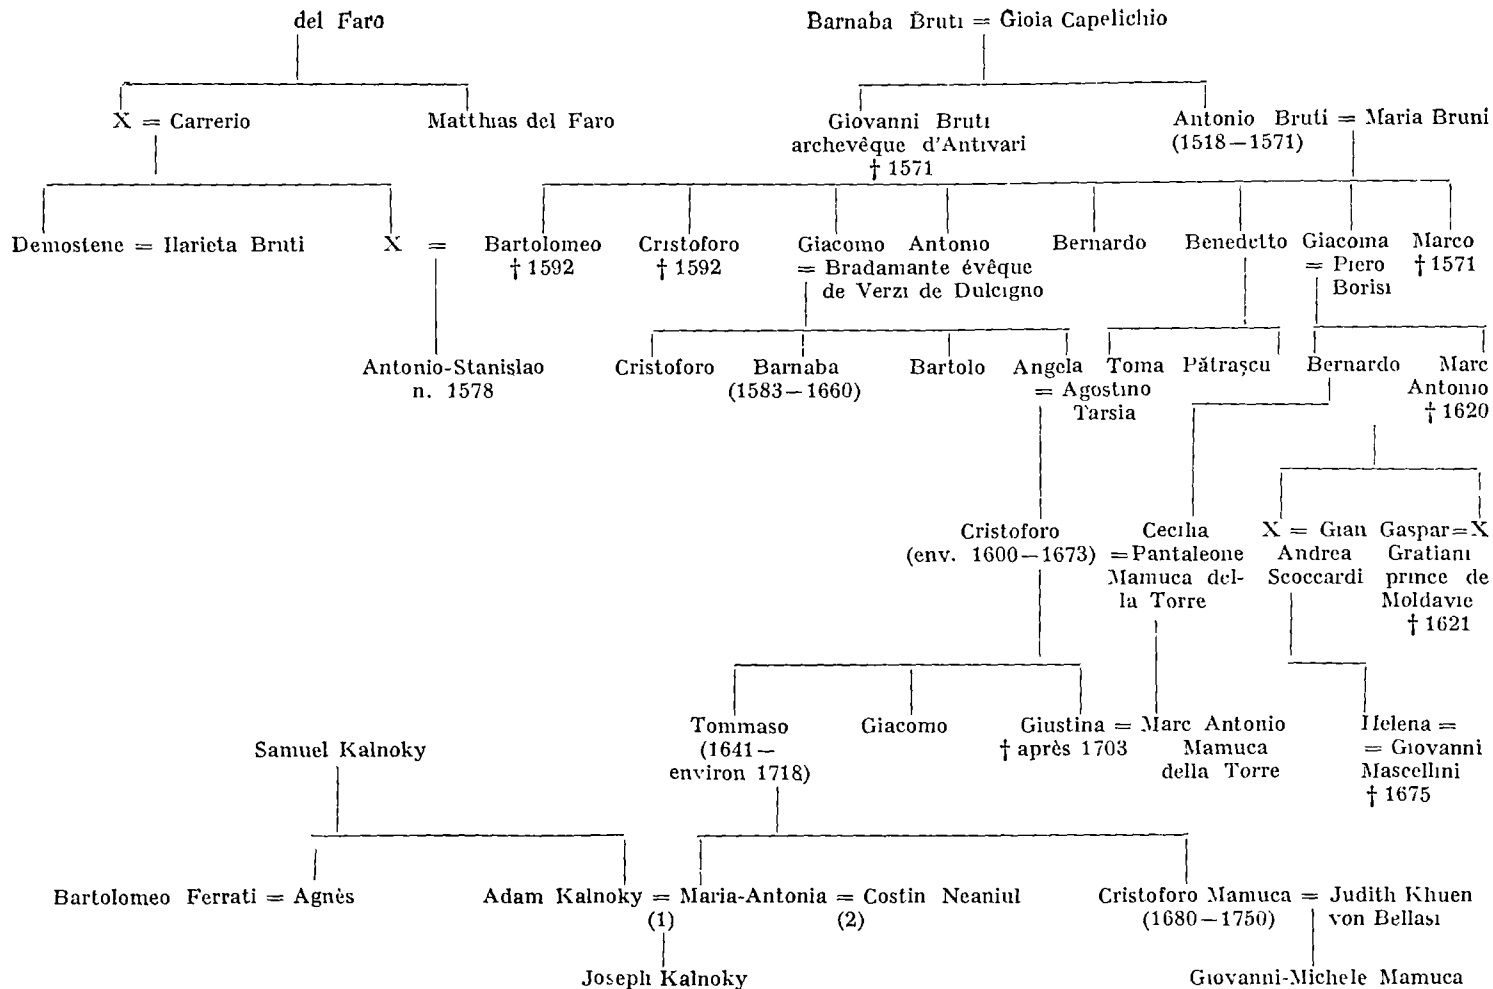 del Faro
Barnaba Bruti = Gioia Capelichio
X = Carrerio
Matthias del Faro
Giovanni Bruti
archevêque d'Antivari
† 1571
Antonio Bruti = Maria Bruni
(1518—1571)
Demostene = Ilarieta Bruti
X =
Bartolomeo
† 1592
Cristoforo
† 1592
Giacomo Antonio
= Bradamante évêque
de Verzi de Dulcigno
Bernardo
Benedetto
Giacoma
= Piero
Borisi
Marco
† 1571
Antonio-Stanislao
n. 1578
Cristoforo
Barnaba
(1583—1660)
Bartolo
Angela
= Agostino
Tarsia
Toma
Pătrașcu
Bernardo
Marc
Antonio
† 1620
Cristoforo
(env. 1600—1673)
Cecilia
=Pantaleone
Mamuca del-
la Torre
X = Gian
Andrea
Scoccardi
Gaspar=X
Gratiani
prince de
Moldavie
† 1621
Samuel Kalnoky
Tommaso
(1641—
environ 1718)
Giacomo
Giustina = Marc Antonio
† après 1703 Mamuca
della Torre
Helena =
= Giovanni
Mascellini
† 1675
Bartolomeo Ferrati = Agnès
Adam Kalnoky = Maria-Antonia = Costin Neaniul
(1) (2)
Cristoforo Mamuca = Judith Khuen
(1680—1750) von Bellasi
Joseph Kalnoky
Giovanni-Michele Mamuca